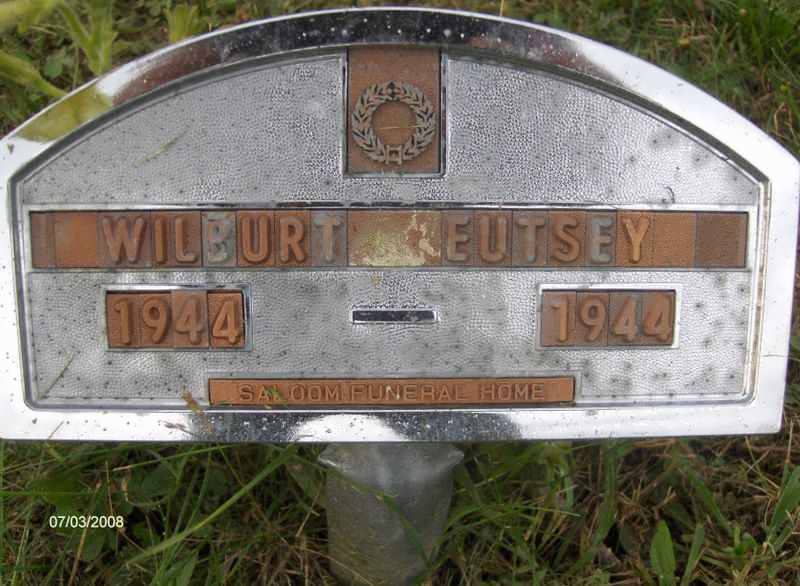 WILBURT EUTSEY
1944 – 1944
SALOOM FUNERAL HOME
07/03/2008